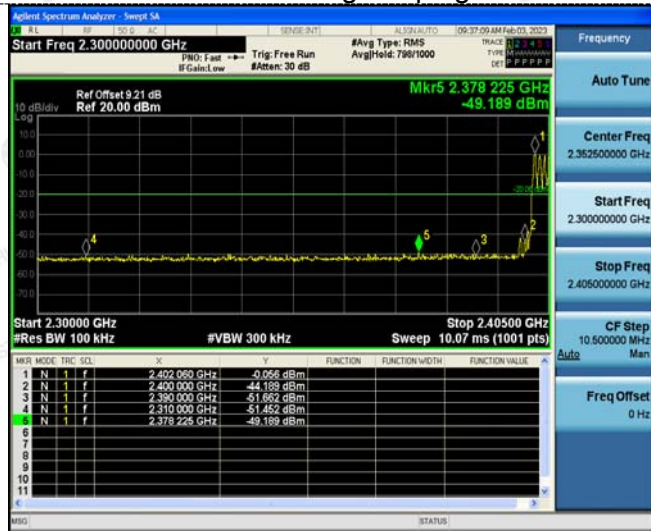 Agilent Spectrum Analyzer - Swept SA
RL RF 50 Ω AC SENSE:INT ALIGN AUTO 09:37:09 AM Feb 03, 2023
Start Freq 2.300000000 GHz
PNO: Fast
IFGain:Low
Trig: Free Run
#Atten: 30 dB
#Avg Type: RMS
Avg|Hold: 798/1000
TRACE 1 2 3 4 5 6
TYPE
DET P P P P P P
Mkr5 2.378 225 GHz
-49.189 dBm
Ref Offset 9.21 dB
Ref 20.00 dBm
10 dB/div
Log
10.0
0.00
-10.0
-20.0
-20.06 dBm
-30.0
-40.0
-50.0
-60.0
-70.0
1
2
3
4
5
Start 2.30000 GHz Stop 2.40500 GHz
#Res BW 100 kHz #VBW 300 kHz Sweep 10.07 ms (1001 pts)
MKR MODE TRC SCL X Y FUNCTION FUNCTION WIDTH FUNCTION VALUE
1 N 1 f 2.402 060 GHz -0.056 dBm
2 N 1 f 2.400 000 GHz -44.189 dBm
3 N 1 f 2.390 000 GHz -51.662 dBm
4 N 1 f 2.310 000 GHz -51.452 dBm
5 N 1 f 2.378 225 GHz -49.189 dBm
6
7
8
9
10
11
MSG STATUS
Frequency
Auto Tune
Center Freq
2.352500000 GHz
Start Freq
2.300000000 GHz
Stop Freq
2.405000000 GHz
CF Step
10.500000 MHz
Auto Man
Freq Offset
0 Hz